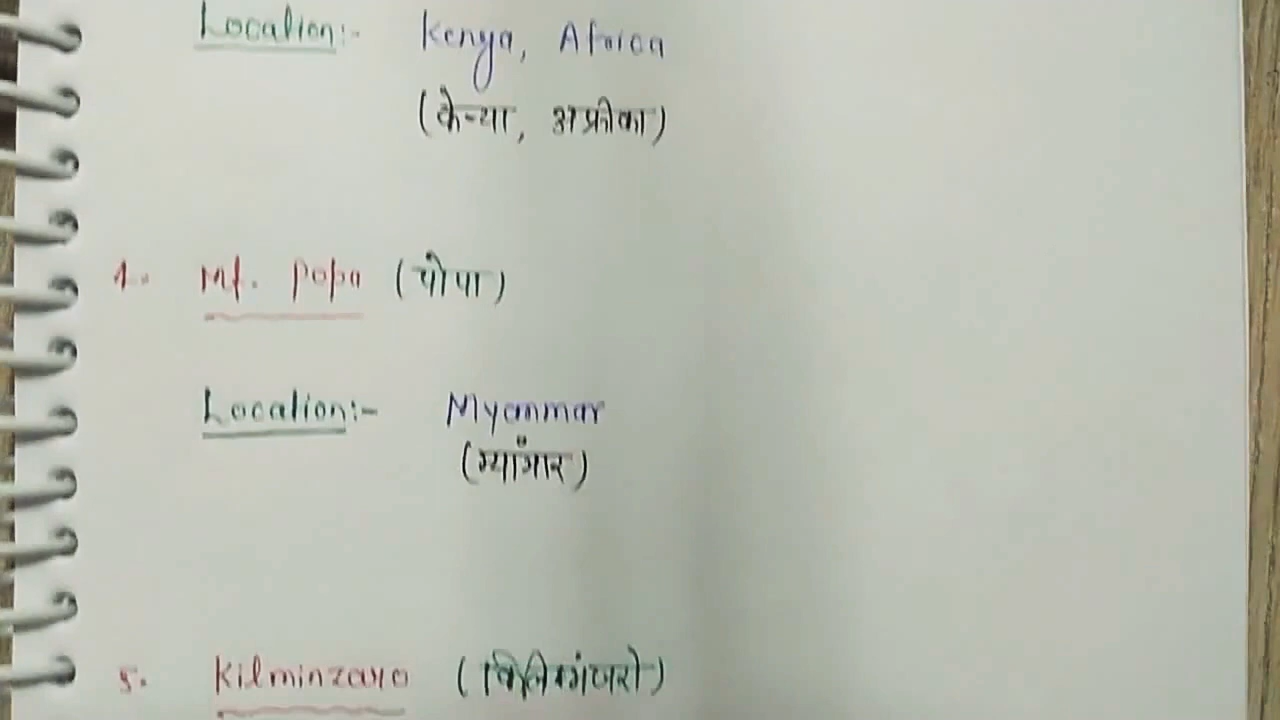 Location:- Kenya, Africa
(केन्या, अफ्रीका)
4. Mt. popa (पोपा)
Location:- Myanmar
(म्यांमार)
5. Kilminzaro